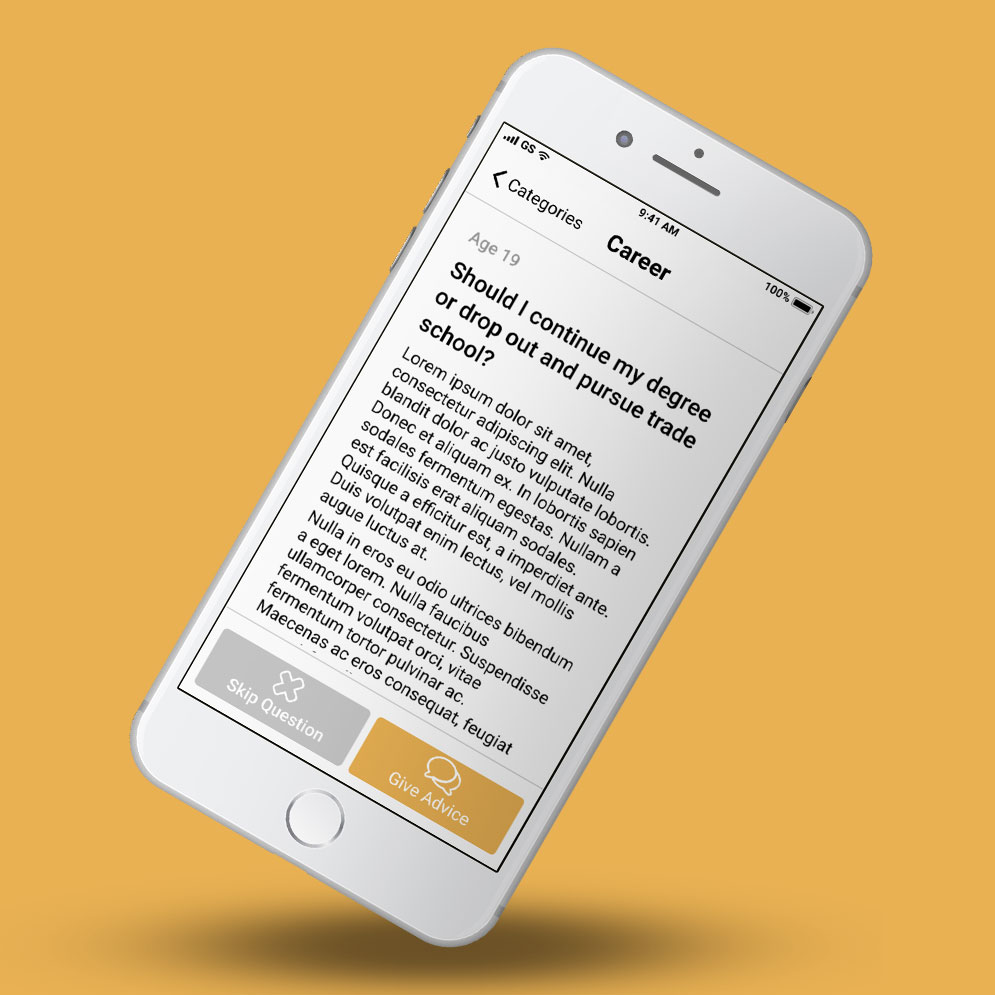 GS
9:41 AM
100%
Categories
Career
Age 19
Should I continue my degree
or drop out and pursue trade
school?
Lorem ipsum dolor sit amet,
consectetur adipiscing elit. Nulla
blandit dolor ac justo vulputate lobortis.
Donec et aliquam ex. In lobortis sapien
sodales fermentum egestas. Nullam a
est facilisis erat aliquam sodales.
Quisque a efficitur est, a imperdiet ante.
Duis volutpat enim lectus, vel mollis
augue luctus at.
Nulla in eros eu odio ultrices bibendum
a eget lorem. Nulla faucibus
ullamcorper consectetur. Suspendisse
fermentum volutpat orci, vitae
fermentum tortor pulvinar ac.
Maecenas ac eros consequat, feugiat
Skip Question
Give Advice